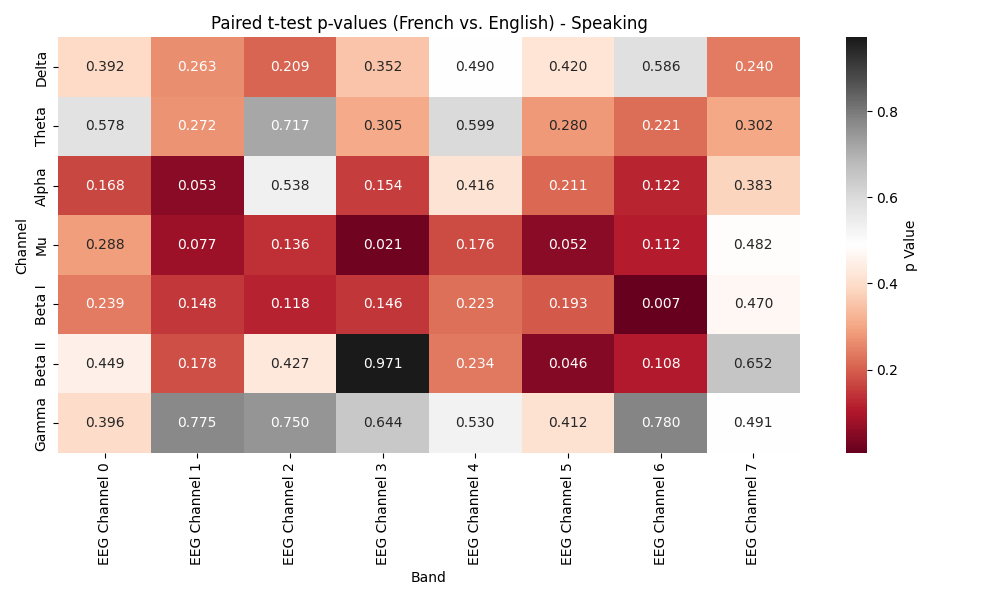 Paired t-test p-values (French vs. English) - Speaking
Channel
Delta 0.392 0.263 0.209 0.352 0.490 0.420 0.586 0.240
Theta 0.578 0.272 0.717 0.305 0.599 0.280 0.221 0.302
Alpha 0.168 0.053 0.538 0.154 0.416 0.211 0.122 0.383
Mu 0.288 0.077 0.136 0.021 0.176 0.052 0.112 0.482
Beta I 0.239 0.148 0.118 0.146 0.223 0.193 0.007 0.470
Beta II 0.449 0.178 0.427 0.971 0.234 0.046 0.108 0.652
Gamma 0.396 0.775 0.750 0.644 0.530 0.412 0.780 0.491
EEG Channel 0
EEG Channel 1
EEG Channel 2
EEG Channel 3
EEG Channel 4
EEG Channel 5
EEG Channel 6
EEG Channel 7
Band
0.8
0.6
0.4
0.2
p Value